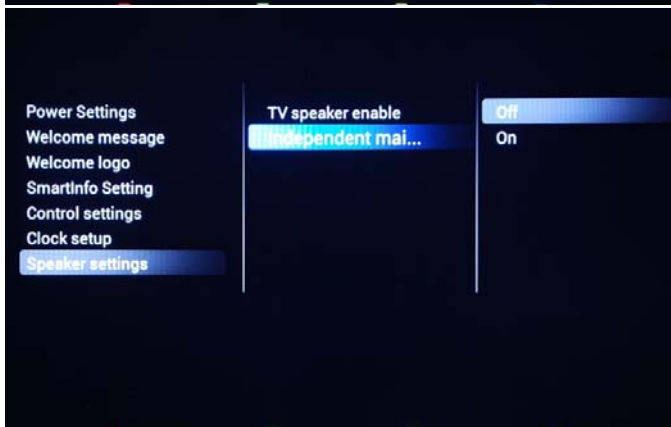 Power Settings
Welcome message
Welcome logo
SmartInfo Setting
Control settings
Clock setup
Speaker settings
TV speaker enable
Independent mai...
Off
On